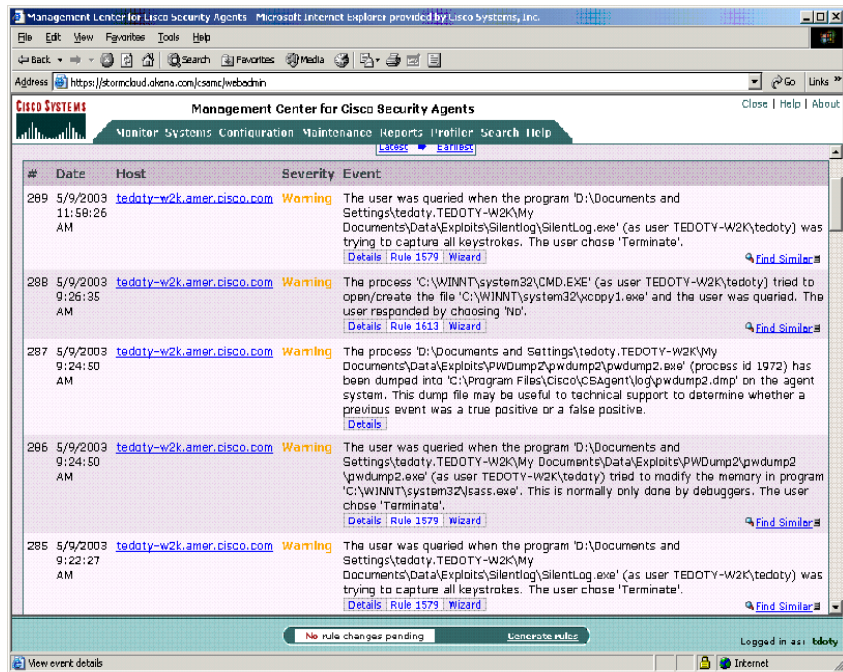 Management Center for Cisco Security Agents - Microsoft Internet Explorer provided by Cisco Systems, Inc.
File Edit View Favorites Tools Help
Back Search Favorites Media
Address https://stormcloud.okena.com/csamc/webadmin Go Links »
CISCO SYSTEMS
Management Center for Cisco Security Agents
Close | Help | About
Monitor Systems Configuration Maintenance Reports Profiler Search Help
Latest Earliest
# Date Host Severity Event
289 5/9/2003 tedoty-w2k.amer.cisco.com Warning The user was queried when the program 'D:\Documents and
11:58:26 Settings\tedoty.TEDOTY-W2K\My
AM Documents\Data\Exploits\Silentlog\SilentLog.exe' (as user TEDOTY-W2K\tedoty) was
trying to capture all keystrokes. The user chose 'Terminate'.
Details Rule 1579 Wizard Find Similar
288 5/9/2003 tedoty-w2k.amer.cisco.com Warning The process 'C:\WINNT\system32\CMD.EXE' (as user TEDOTY-W2K\tedoty) tried to
9:26:35 open/create the file 'C:\WINNT\system32\xcopy1.exe' and the user was queried. The
AM user responded by choosing 'No'.
Details Rule 1613 Wizard Find Similar
287 5/9/2003 tedoty-w2k.amer.cisco.com Warning The process 'D:\Documents and Settings\tedoty.TEDOTY-W2K\My
9:24:50 Documents\Data\Exploits\PWDump2\pwdump2\pwdump2.exe' (process id 1972) has
AM been dumped into 'C:\Program Files\Cisco\CSAgent\log\pwdump2.dmp' on the agent
system. This dump file may be useful to technical support to determine whether a
previous event was a true positive or a false positive.
Details
286 5/9/2003 tedoty-w2k.amer.cisco.com Warning The user was queried when the program 'D:\Documents and
9:24:50 Settings\tedoty.TEDOTY-W2K\My Documents\Data\Exploits\PWDump2\pwdump2
AM \pwdump2.exe' (as user TEDOTY-W2K\tedoty) tried to modify the memory in program
'C:\WINNT\system32\lsass.exe'. This is normally only done by debuggers. The user
chose 'Terminate'.
Details Rule 1579 Wizard Find Similar
285 5/9/2003 tedoty-w2k.amer.cisco.com Warning The user was queried when the program 'D:\Documents and
9:22:27 Settings\tedoty.TEDOTY-W2K\My
AM Documents\Data\Exploits\Silentlog\SilentLog.exe' (as user TEDOTY-W2K\tedoty) was
trying to capture all keystrokes. The user chose 'Terminate'.
Details Rule 1579 Wizard Find Similar
No rule changes pending Generate rules
Logged in as: tdoty
View event details Internet